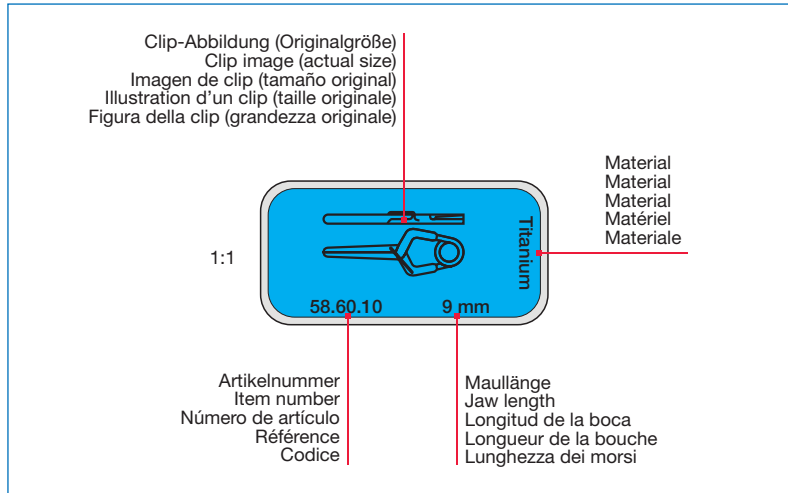 Clip-Abbildung (Originalgröße)
Clip image (actual size)
Imagen de clip (tamaño original)
Illustration d’un clip (taille originale)
Figura della clip (grandezza originale)
Material
Material
Material
Matériel
Materiale
1:1
Titanium
58.60.10
9 mm
Artikelnummer
Item number
Número de artículo
Référence
Codice
Maullänge
Jaw length
Longitud de la boca
Longueur de la bouche
Lunghezza dei morsi